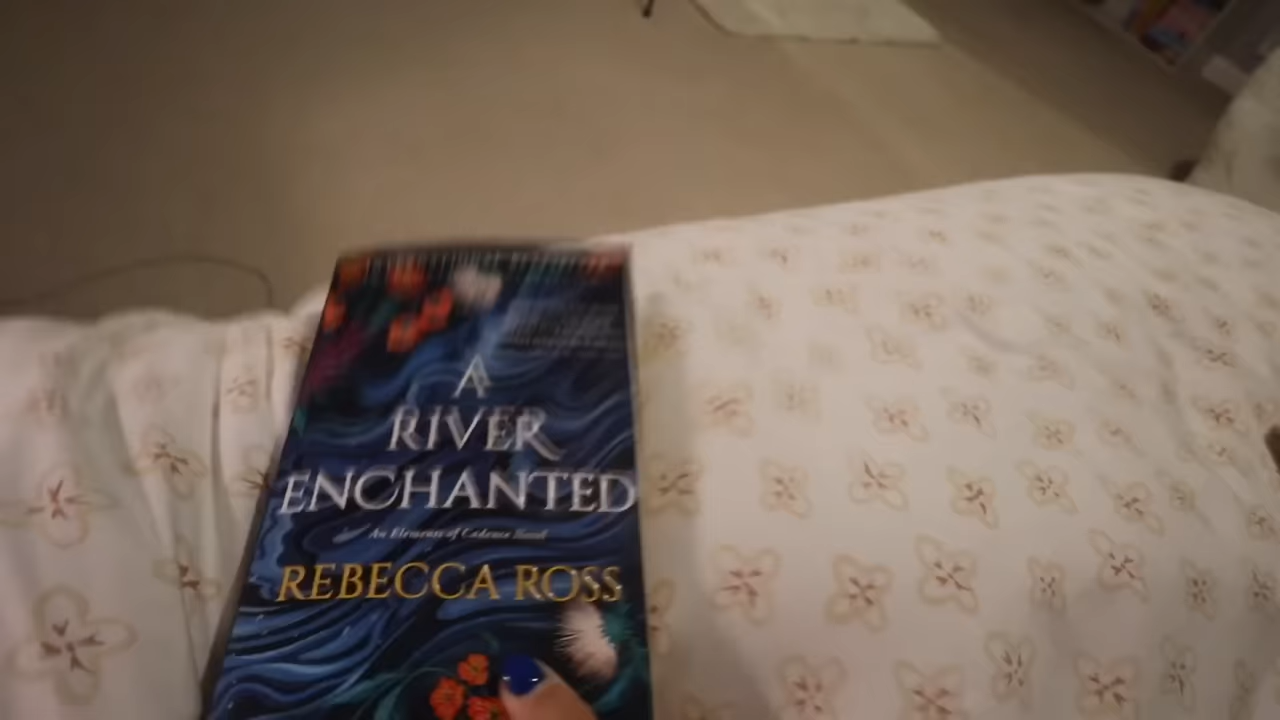 A
RIVER
ENCHANTED
An Elements of Cadence Novel
REBECCA ROSS